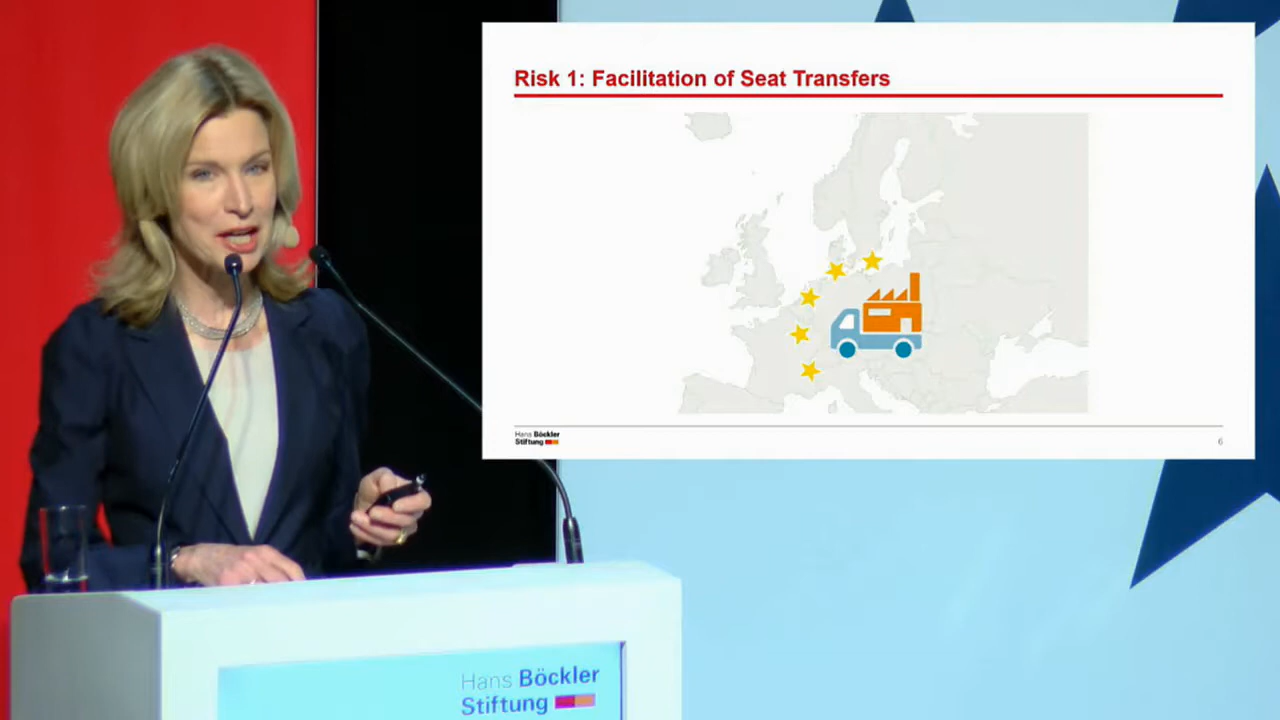 Risk 1: Facilitation of Seat Transfers
Hans Böckler
Stiftung
6
Hans Böckler
Stiftung